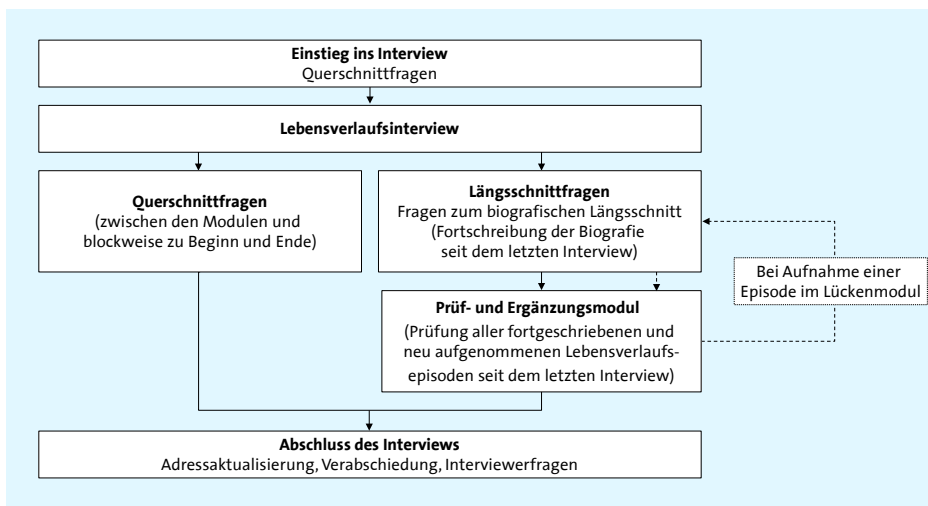 Einstieg ins Interview
Querschnittfragen
Lebensverlaufsinterview
Querschnittfragen
(zwischen den Modulen und
blockweise zu Beginn und Ende)
Längsschnittfragen
Fragen zum biografischen Längsschnitt
(Fortschreibung der Biografie
seit dem letzten Interview)
Bei Aufnahme einer
Episode im Lückenmodul
Prüf- und Ergänzungsmodul
(Prüfung aller fortgeschriebenen und
neu aufgenommenen Lebensverlaufs-
episoden seit dem letzten Interview)
Abschluss des Interviews
Adressaktualisierung, Verabschiedung, Interviewerfragen